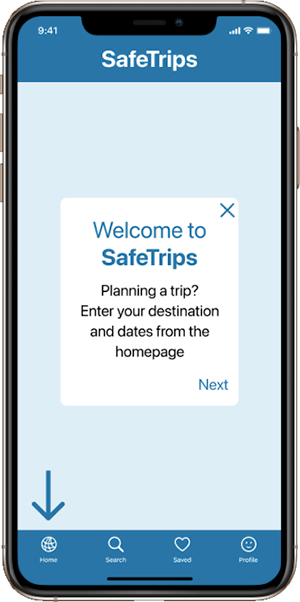 9:41
SafeTrips
Welcome to
SafeTrips
Planning a trip?
Enter your destination
and dates from the
homepage
Next
Home
Search
Saved
Profile